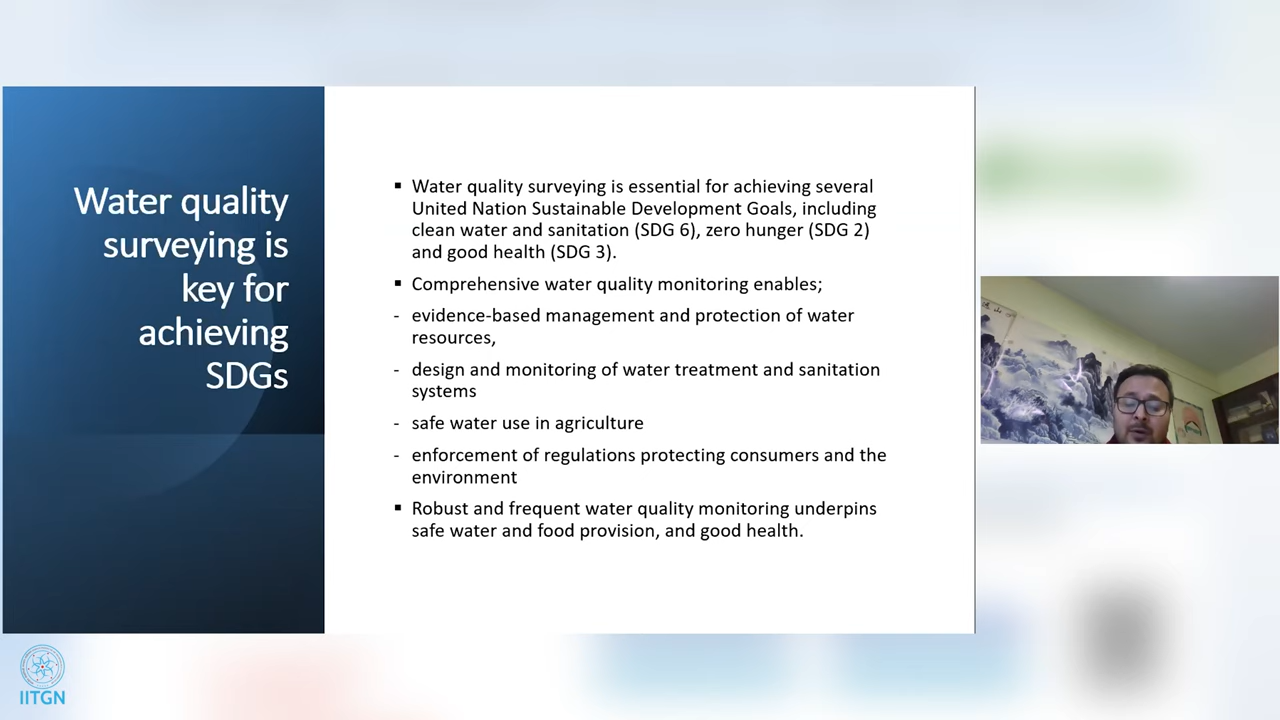 Water quality
surveying is
key for
achieving
SDGs
▪ Water quality surveying is essential for achieving several
United Nation Sustainable Development Goals, including
clean water and sanitation (SDG 6), zero hunger (SDG 2)
and good health (SDG 3).
▪ Comprehensive water quality monitoring enables;
- evidence-based management and protection of water
resources,
- design and monitoring of water treatment and sanitation
systems
- safe water use in agriculture
- enforcement of regulations protecting consumers and the
environment
▪ Robust and frequent water quality monitoring underpins
safe water and food provision, and good health.
IITGN